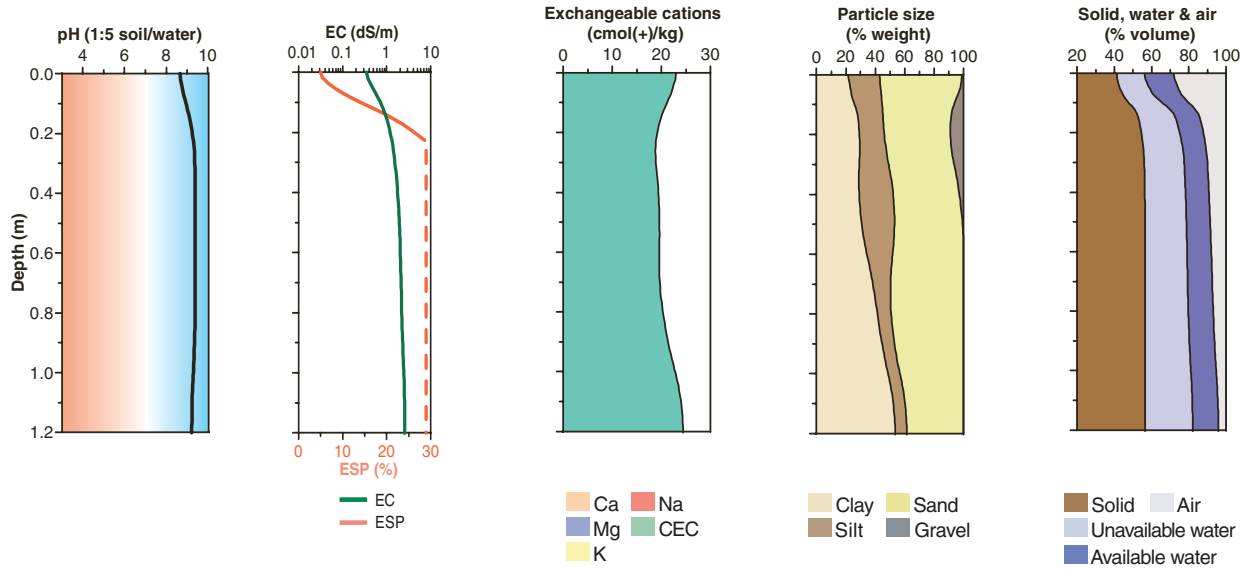 pH (1:5 soil/water)
4 6 8 10
EC (dS/m)
0.01 0.1 1 10
Exchangeable cations
(cmol(+)/kg)
0 10 20 30
Particle size
(% weight)
0 20 40 60 80 100
Solid, water & air
(% volume)
20 40 60 80 100
Depth (m)
0.0
0.2
0.4
0.6
0.8
1.0
1.2
0 10 20 30
ESP (%)
EC
ESP
Ca Na
Mg CEC
K
Clay Sand
Silt Gravel
Solid Air
Unavailable water
Available water